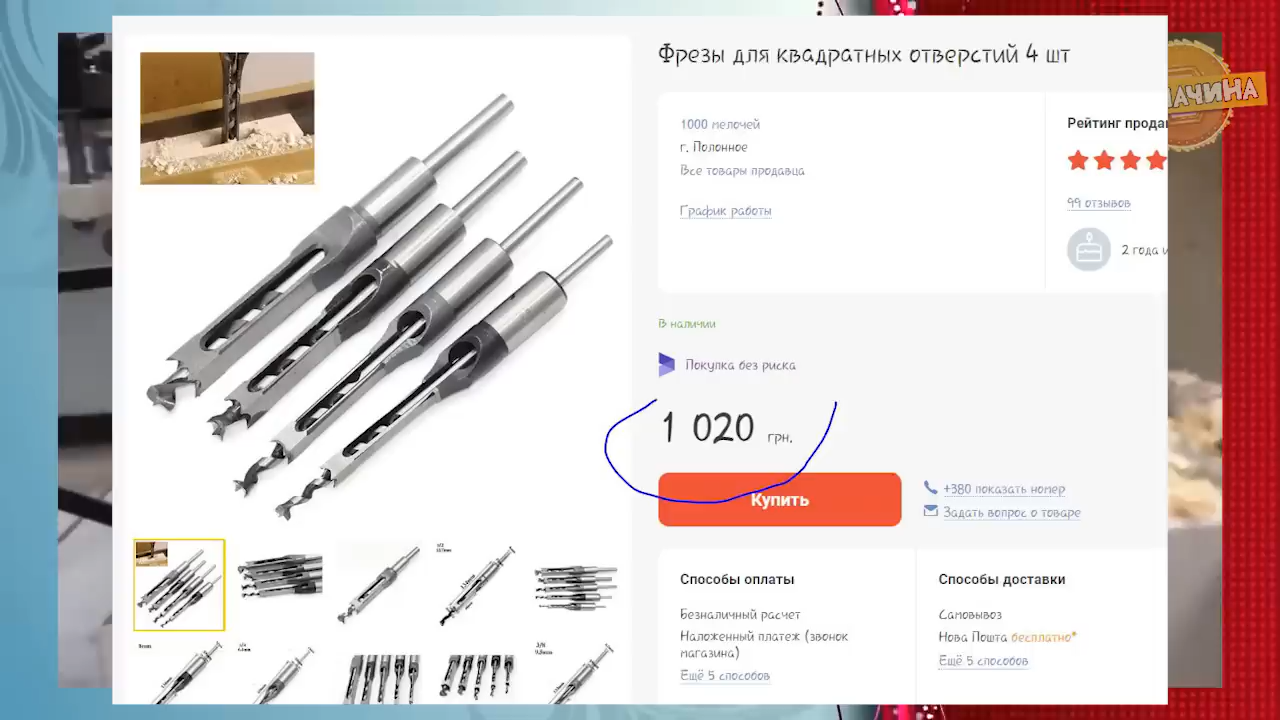 Фрезы для квадратных отверстий 4 шт
1000 мелочей
г. Полонное
Все товары продавца
График работы
Рейтинг прода
99 отзывов
2 года и
АЧИНА
В наличии
Покупка без риска
1 020 грн.
Купить
+380 показать номер
Задать вопрос о товаре
Способы оплаты
Безналичный расчет
Наложенный платеж (звонок
магазина)
Ещё 5 способов
Способы доставки
Самовывоз
Нова Пошта бесплатно*
Ещё 5 способов